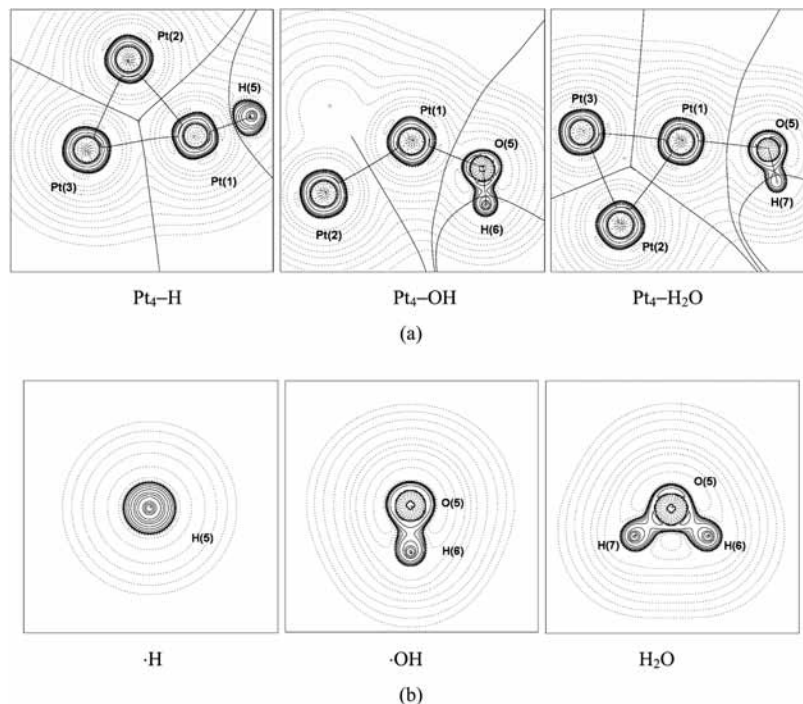 Pt(2)
H(5)
Pt(3)
Pt(1)
Pt(1)
O(5)
Pt(2)
H(6)
Pt(3)
Pt(1)
O(5)
H(7)
Pt(2)
Pt₄–H
Pt₄–OH
Pt₄–H₂O
(a)
H(5)
O(5)
H(6)
O(5)
H(7)
H(6)
·H
·OH
H₂O
(b)